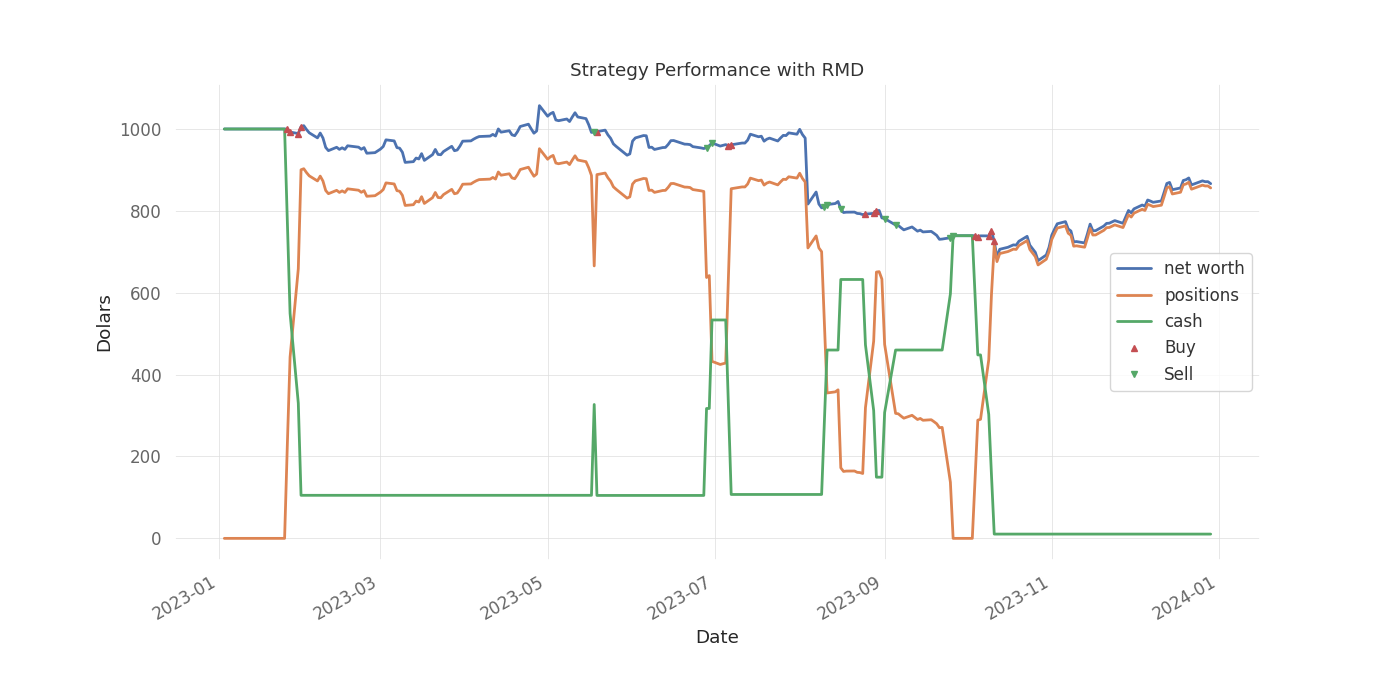 Strategy Performance with RMD
Dolars
1000
800
600
400
200
0
net worth
positions
cash
Buy
Sell
2023-01
2023-03
2023-05
2023-07
2023-09
2023-11
2024-01
Date